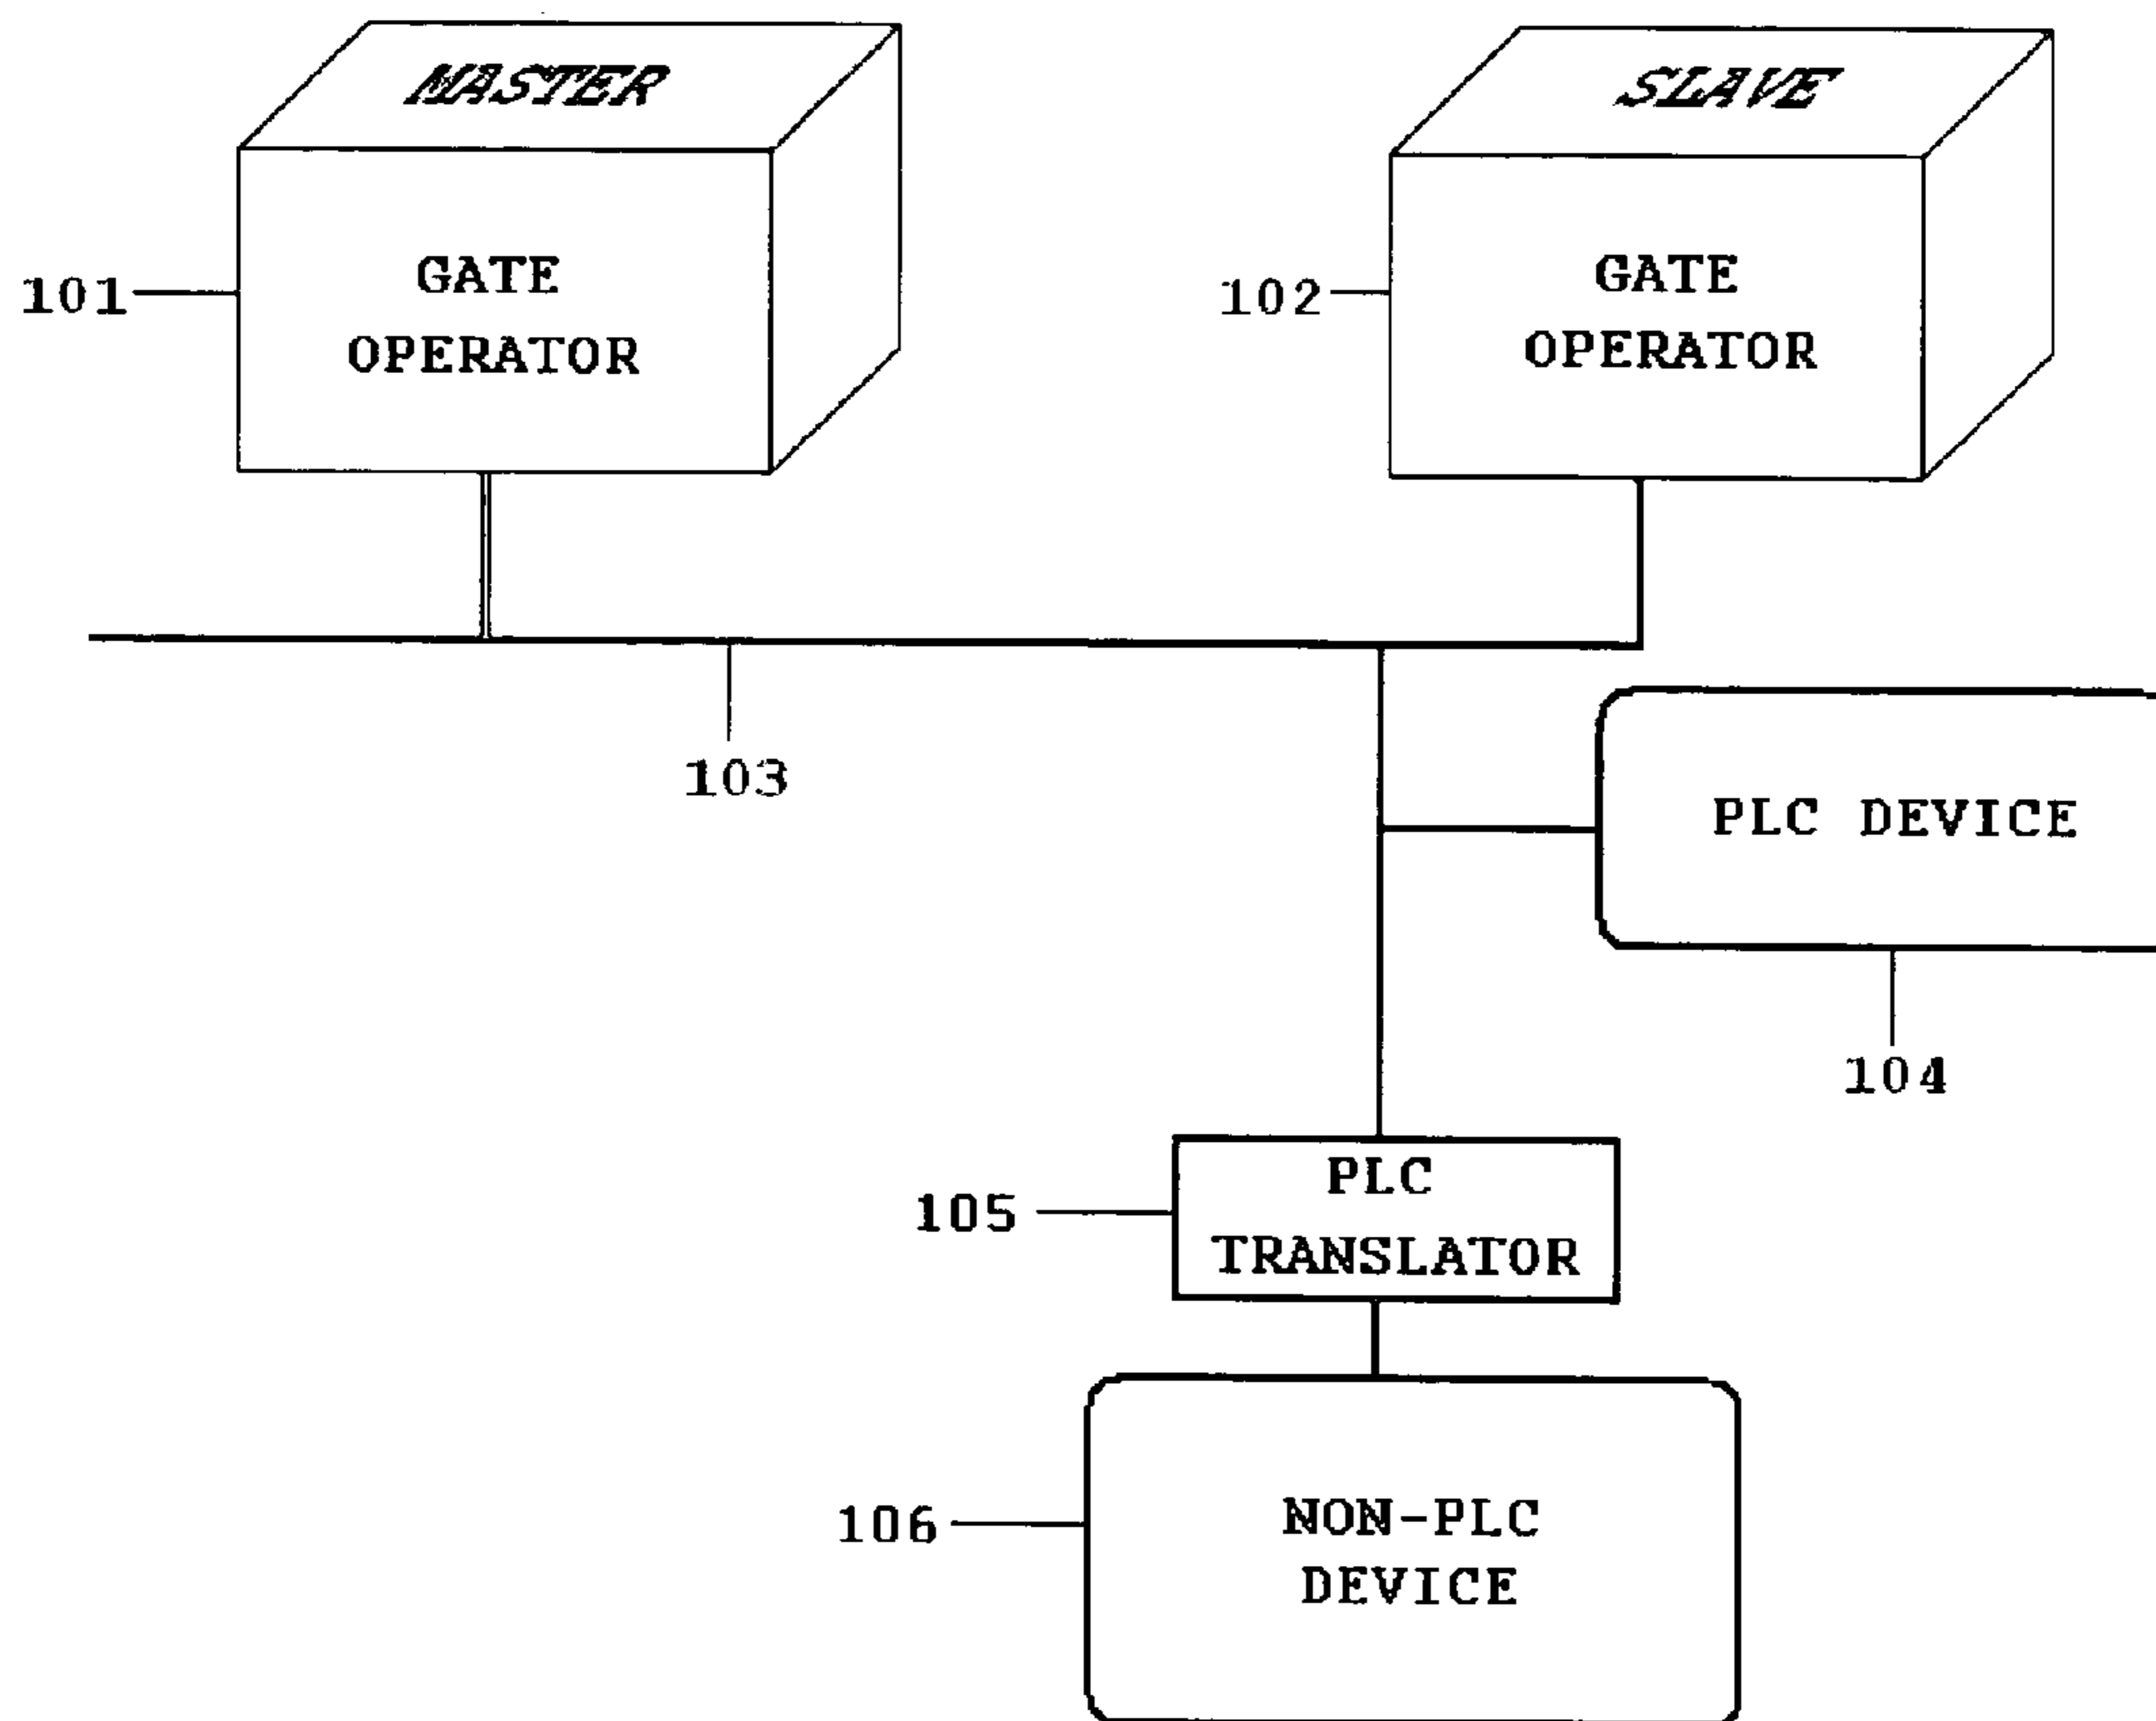 MASTER
SLAVE
GATE
OPERATOR
101
GATE
OPERATOR
102
103
PLC DEVICE
104
PLC
TRANSLATOR
105
NON-PLC
DEVICE
106